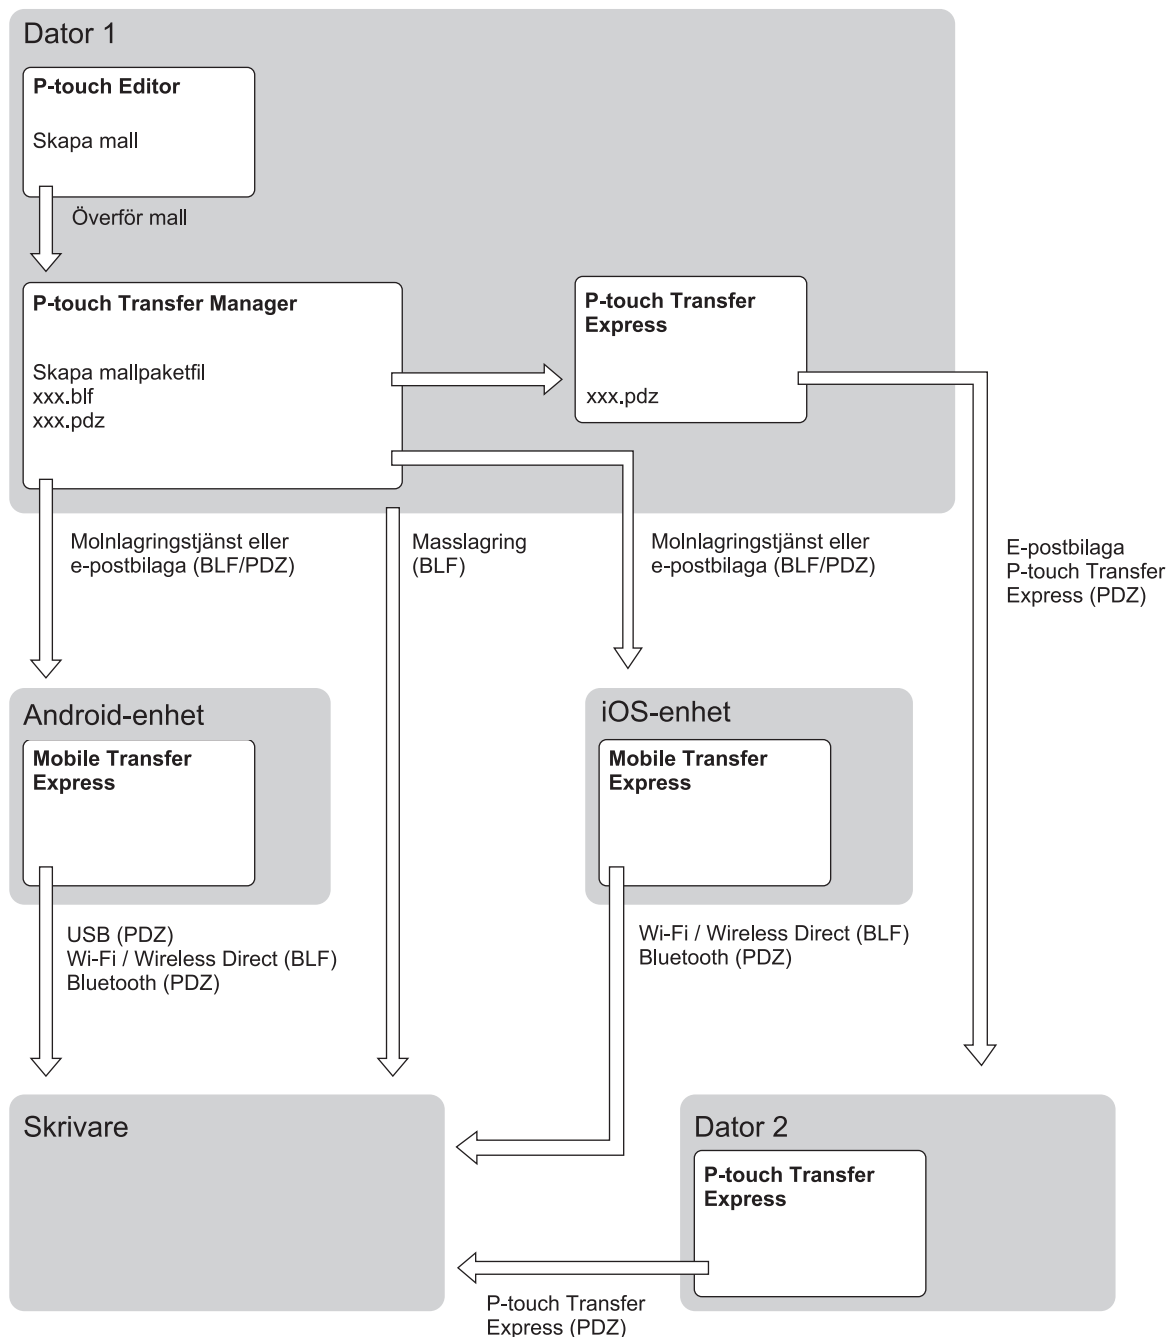 Dator 1
P-touch Editor
Skapa mall
Överför mall
P-touch Transfer Manager
Skapa mallpaketfil
xxx.blf
xxx.pdz
P-touch Transfer
Express
xxx.pdz
Molnlagringstjänst eller
e-postbilaga (BLF/PDZ)
Masslagring
(BLF)
Molnlagringstjänst eller
e-postbilaga (BLF/PDZ)
E-postbilaga
P-touch Transfer
Express (PDZ)
Android-enhet
Mobile Transfer
Express
iOS-enhet
Mobile Transfer
Express
USB (PDZ)
Wi-Fi / Wireless Direct (BLF)
Bluetooth (PDZ)
Wi-Fi / Wireless Direct (BLF)
Bluetooth (PDZ)
Skrivare
Dator 2
P-touch Transfer
Express
P-touch Transfer
Express (PDZ)